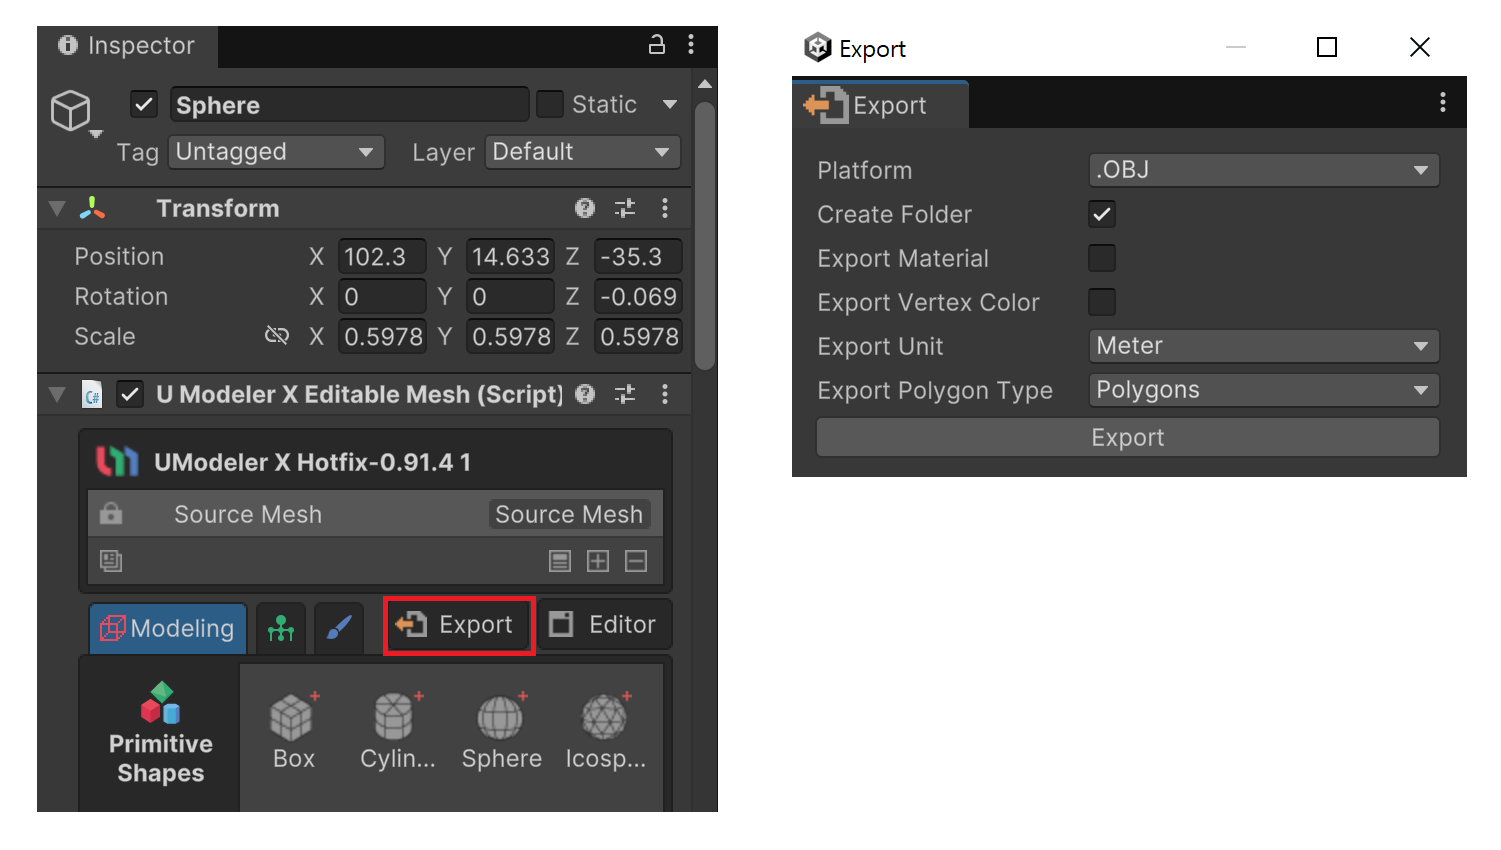 Inspector
Sphere Static
Tag Untagged Layer Default
Transform
Position X 102.3 Y 14.633 Z -35.3
Rotation X 0 Y 0 Z -0.069
Scale X 0.5978 Y 0.5978 Z 0.5978
C# U Modeler X Editable Mesh (Script)
UModeler X Hotfix-0.91.4 1
Source Mesh Source Mesh
Modeling Export Editor
Primitive
Shapes
Box Cylin... Sphere Icosp...
Export
Export
Platform .OBJ
Create Folder
Export Material
Export Vertex Color
Export Unit Meter
Export Polygon Type Polygons
Export